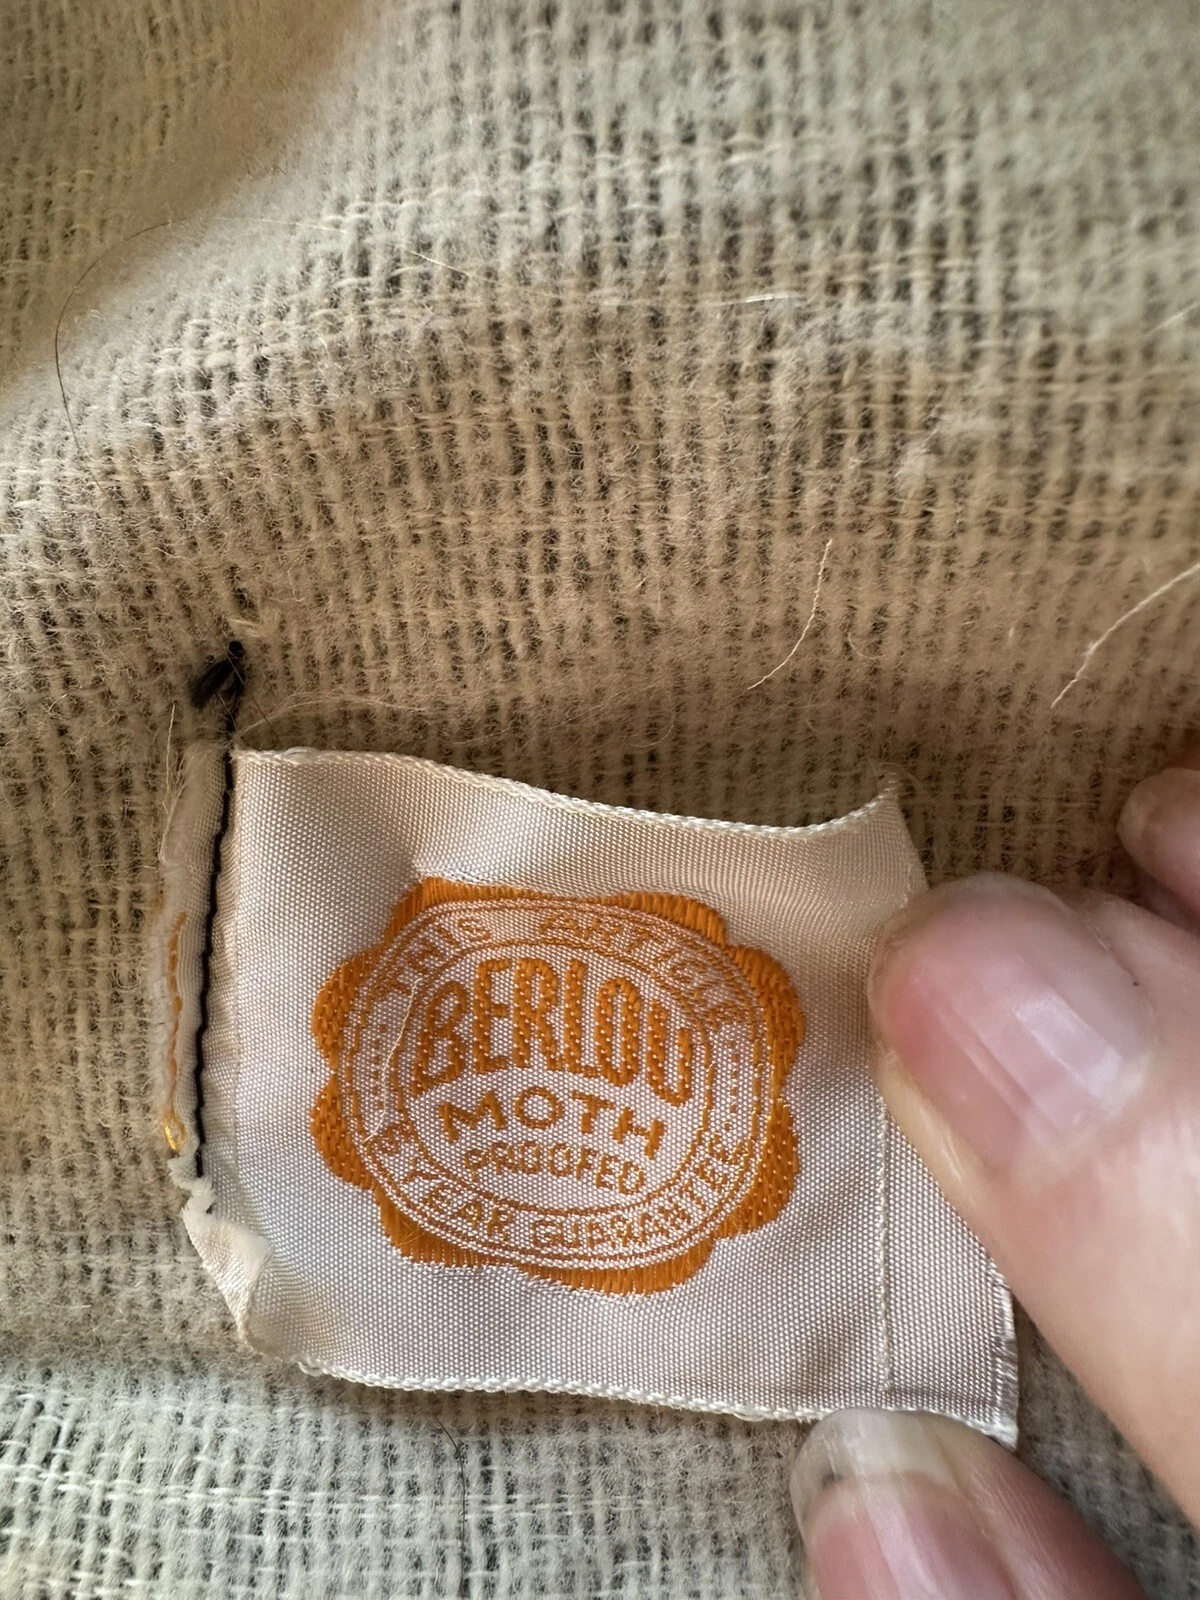 THIS ARTICLE
BERLOU
MOTH
PROOFED
5 YEAR GUARANTEE